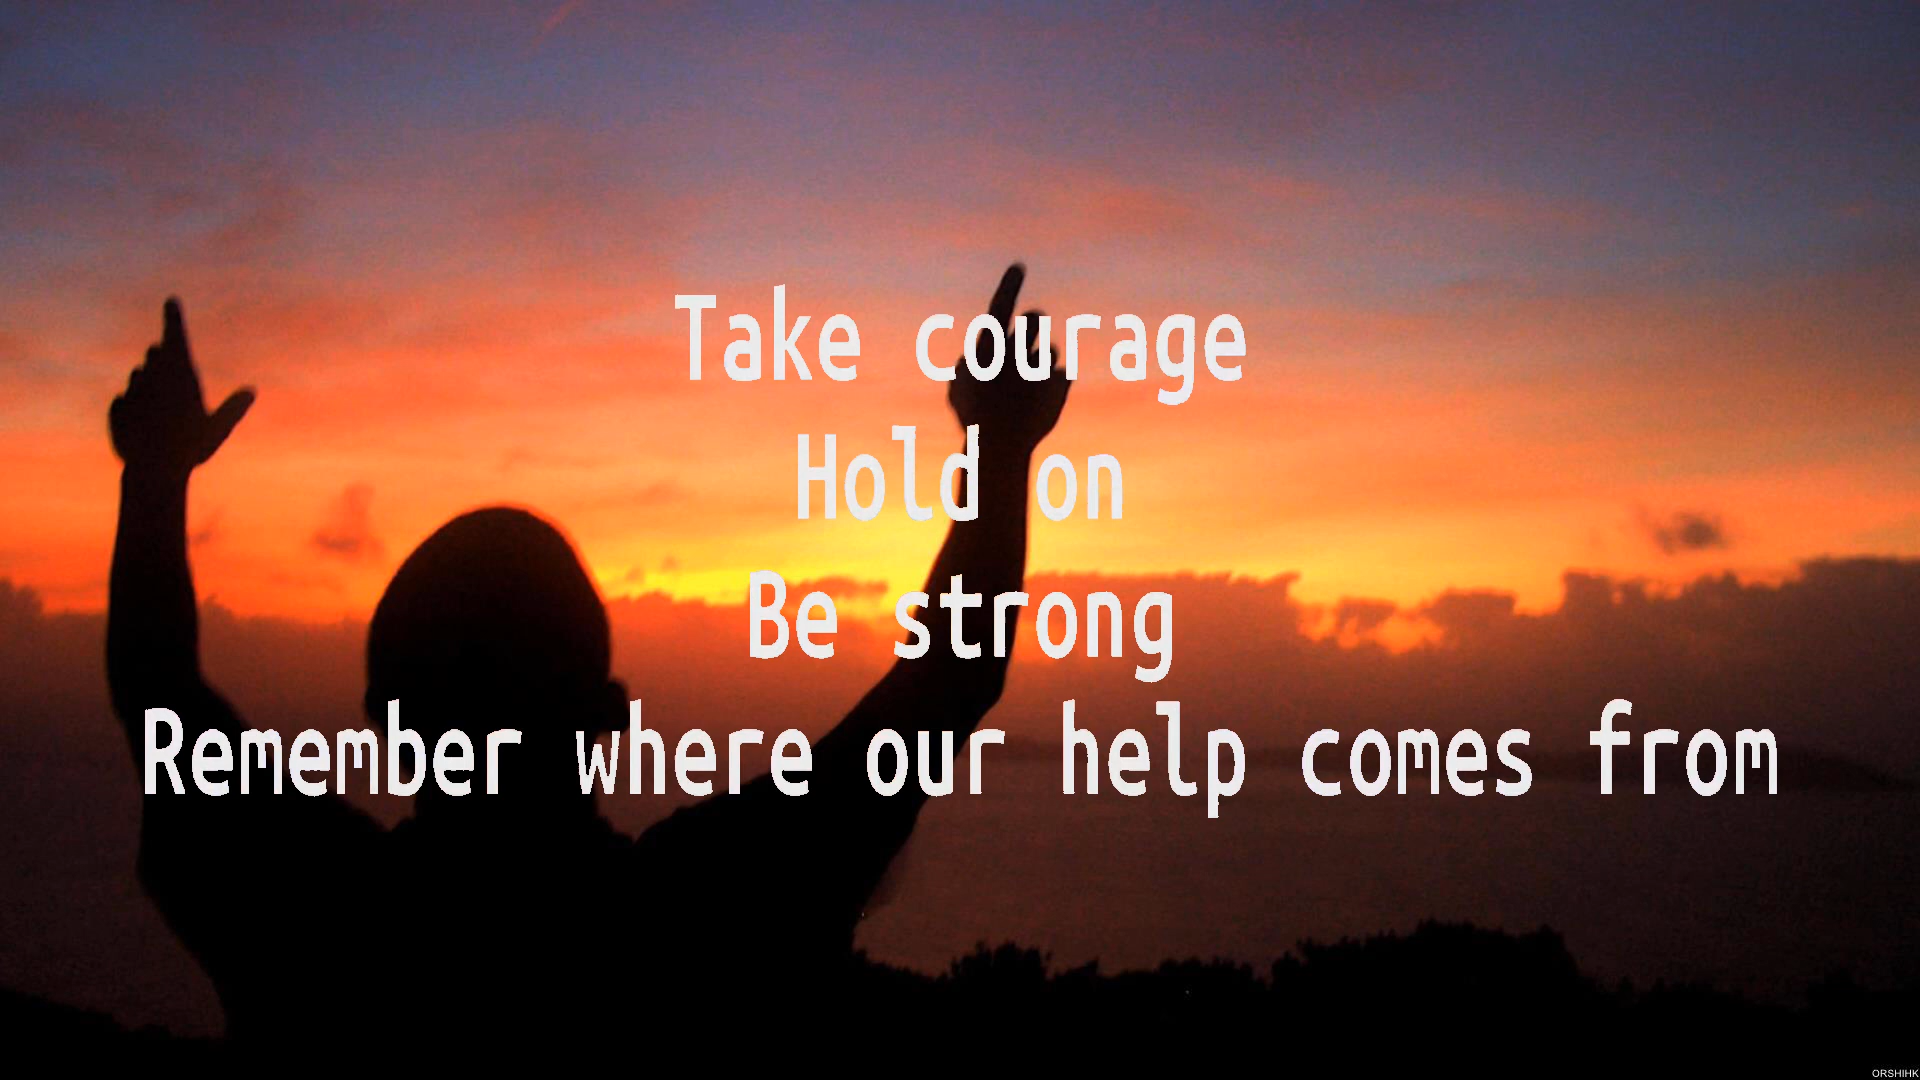 Take courage
Hold on
Be strong
Remember where our help comes from
ORSHIHK